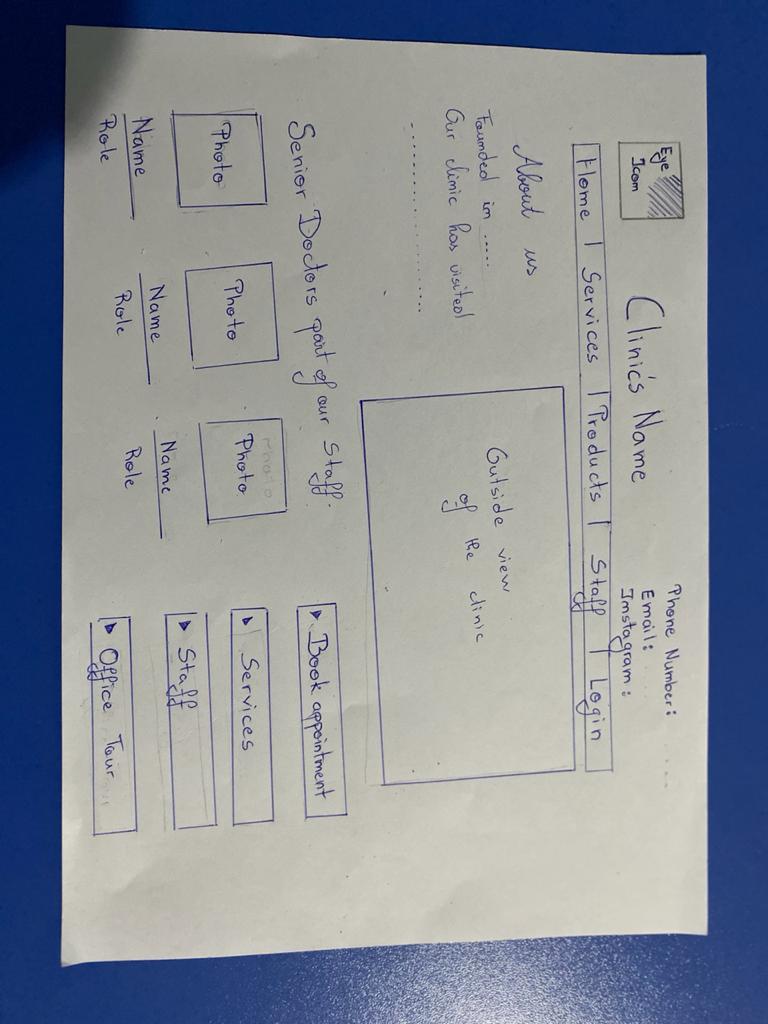 Eye
Icon
Clinic's Name
Phone Number: ....
Email: ....
Instagram:
Home | Services | Products | Staff | Login
About us
Founded in .....
Our clinic has visited
....................
Outside view
of the clinic
Senior Doctors part of our Staff.
Photo
Name
Role
Photo
Name
Role
Photo
Photo
Name
Role
▶ Book appointment
▶ Services
▶ Staff
▶ Office Tour